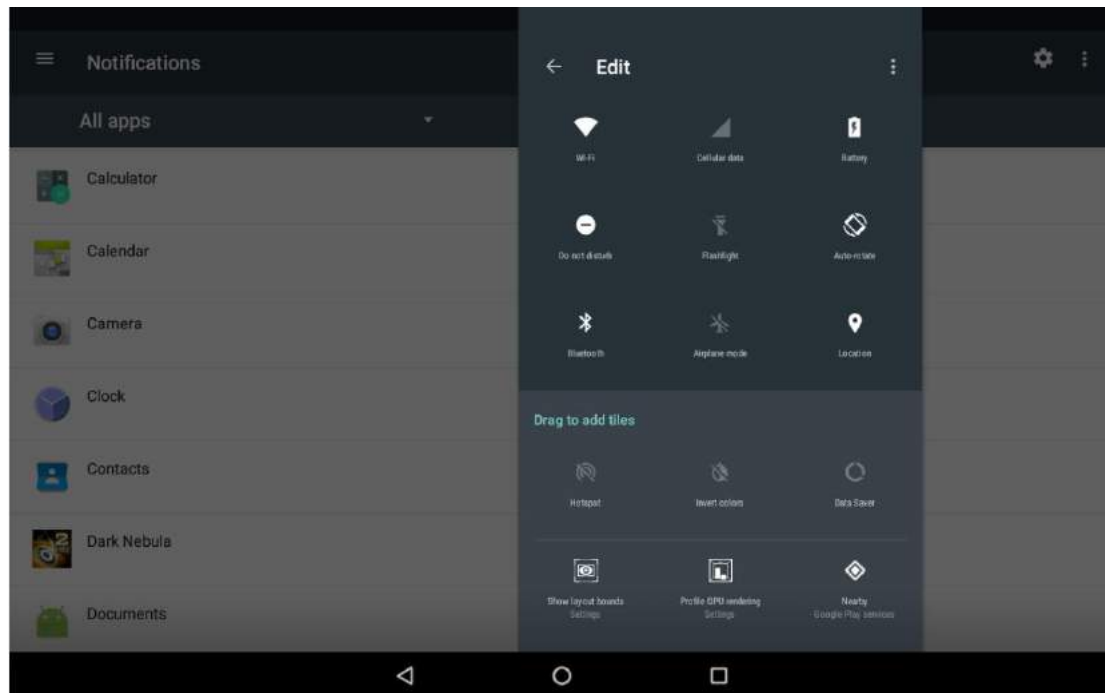 Notifications
All apps
Calculator
Calendar
Camera
Clock
Contacts
Dark Nebula
2
Documents
Edit
Wi-Fi
Cellular data
Battery
Do not disturb
Flashlight
Auto-rotate
Bluetooth
Airplane mode
Location
Drag to add tiles
Hotspot
Invert colors
Data Saver
Show layout bounds
Settings
Profile GPU rendering
Settings
Nearby
Google Play services